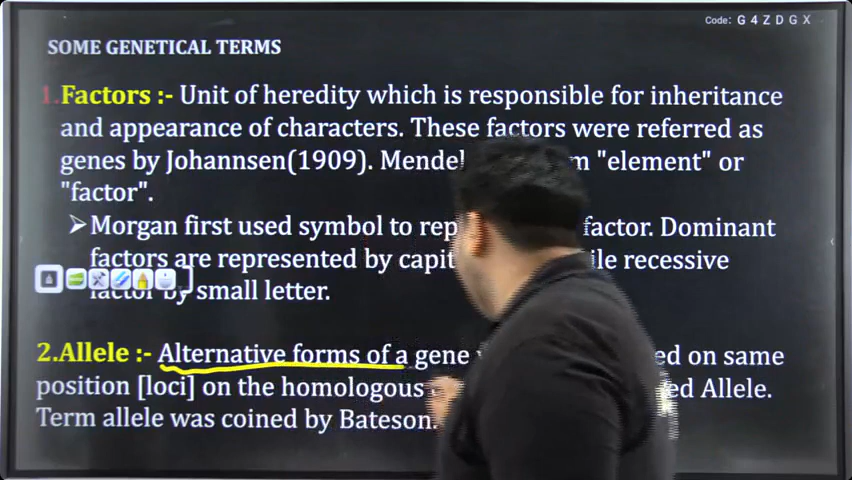 Code: G 4 Z D G X
SOME GENETICAL TERMS
1.Factors :- Unit of heredity which is responsible for inheritance
and appearance of characters. These factors were referred as
genes by Johannsen(1909). Mendel "element" or
"factor".
➢Morgan first used symbol to factor. Dominant
factors are represented by recessive
factor by small letter.
2.Allele :- Alternative forms of a gene on same
position [loci] on the homologous Allele.
Term allele was coined by Bateson.